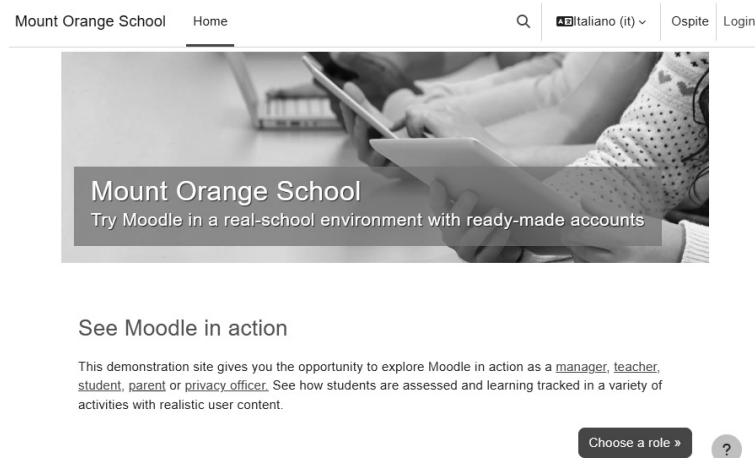 Mount Orange School Home Italiano (it) Ospite Login
Mount Orange School
Try Moodle in a real-school environment with ready-made accounts
See Moodle in action
This demonstration site gives you the opportunity to explore Moodle in action as a manager, teacher,
student, parent or privacy officer. See how students are assessed and learning tracked in a variety of
activities with realistic user content.
Choose a role »
?